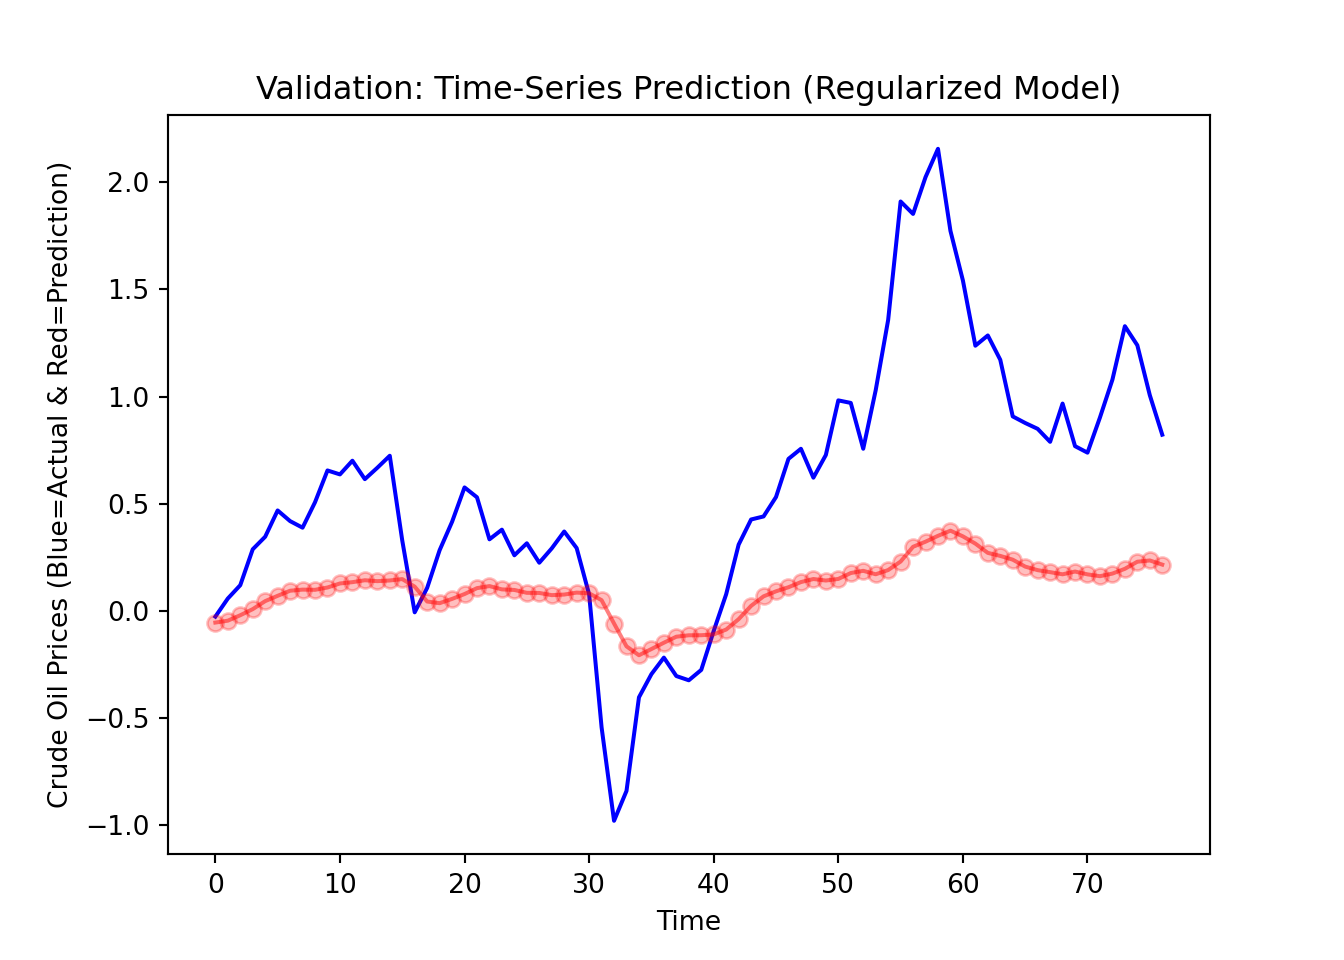 Validation: Time-Series Prediction (Regularized Model)
Crude Oil Prices (Blue=Actual & Red=Prediction)
2.0
1.5
1.0
0.5
0.0
−0.5
−1.0
0 10 20 30 40 50 60 70
Time